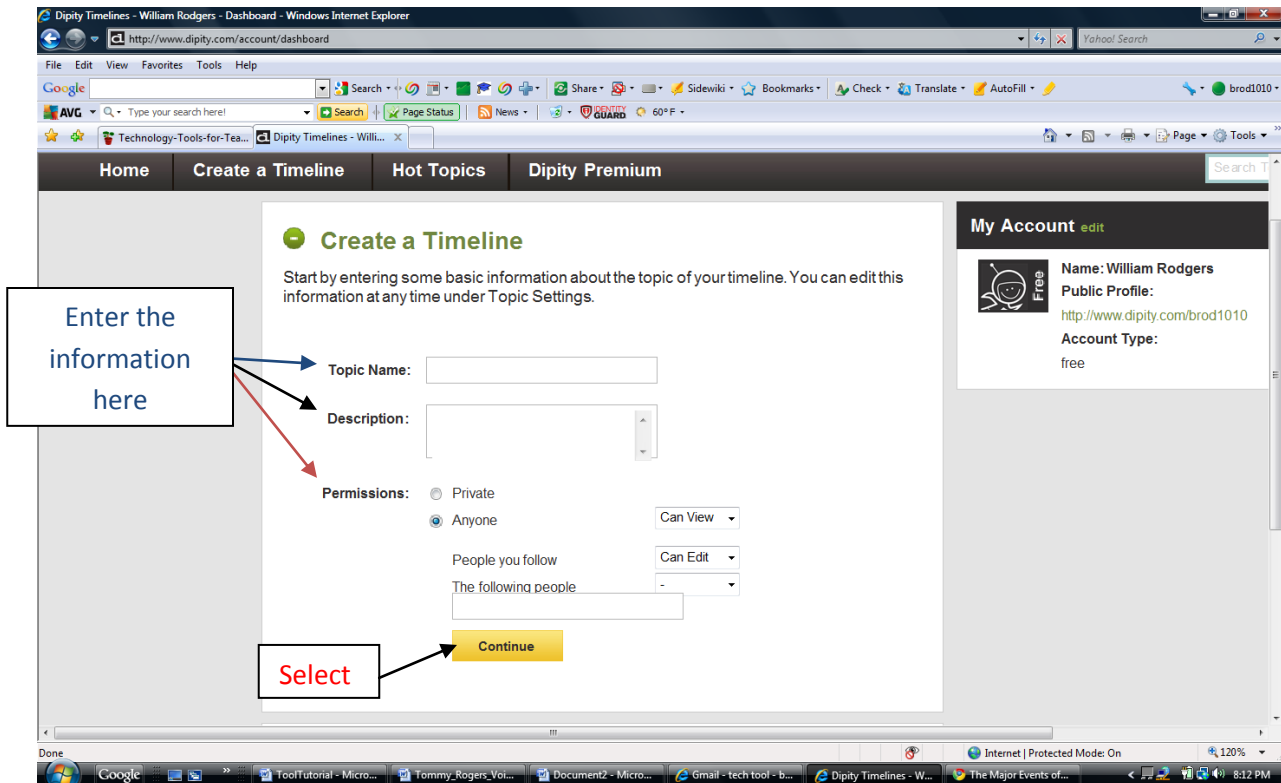 Dipity Timelines - William Rodgers - Dashboard - Windows Internet Explorer
http://www.dipity.com/account/dashboard
Yahoo! Search
File Edit View Favorites Tools Help
Google Search Share Sidewiki Bookmarks Check Translate AutoFill brod1010
AVG Type your search here! Search Page Status News IDENTITY GUARD 60°F
Technology-Tools-for-Tea... Dipity Timelines - Willi... X Page Tools
Home Create a Timeline Hot Topics Dipity Premium Search T
Create a Timeline
Start by entering some basic information about the topic of your timeline. You can edit this
information at any time under Topic Settings.
My Account edit
Free
Name: William Rodgers
Public Profile:
http://www.dipity.com/brod1010
Account Type:
free
Enter the
information
here
Topic Name:
Description:
Permissions: Private
Anyone Can View
People you follow Can Edit
The following people -
Continue
Select
Done Internet | Protected Mode: On 120%
Google ToolTutorial - Micro... Tommy_Rogers_Voi... Document2 - Micro... Gmail - tech tool - b... Dipity Timelines - W... The Major Events of... 8:12 PM